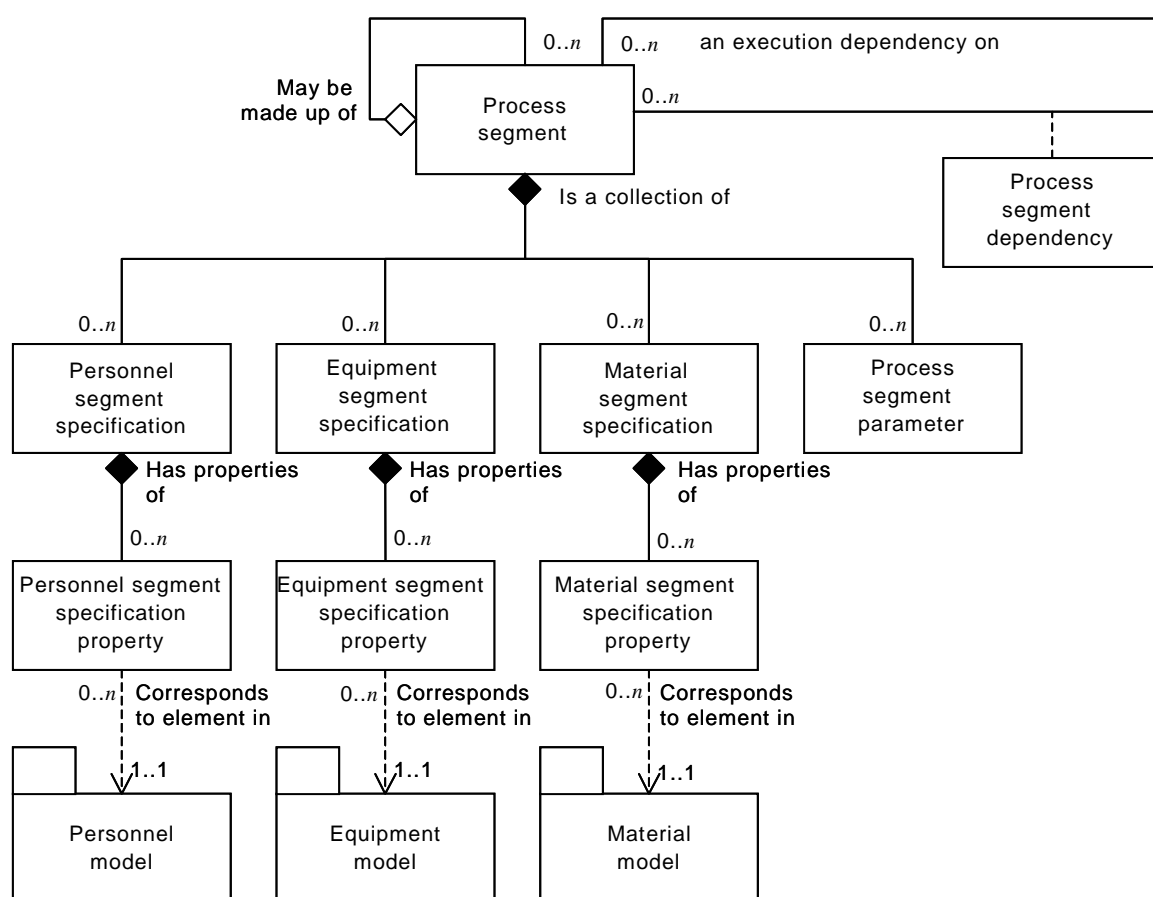 0..n
0..n
an execution dependency on
May be
made up of
0..n
Process
segment
Process
segment
dependency
Is a collection of
0..n
0..n
0..n
0..n
Personnel
segment
specification
Equipment
segment
specification
Material
segment
specification
Process
segment
parameter
Has properties
of
Has properties
of
Has properties
of
0..n
0..n
0..n
Personnel segment
specification
property
Equipment segment
specification
property
Material segment
specification
property
0..n
Corresponds
to element in
0..n
Corresponds
to element in
0..n
Corresponds
to element in
1..1
1..1
1..1
Personnel
model
Equipment
model
Material
model